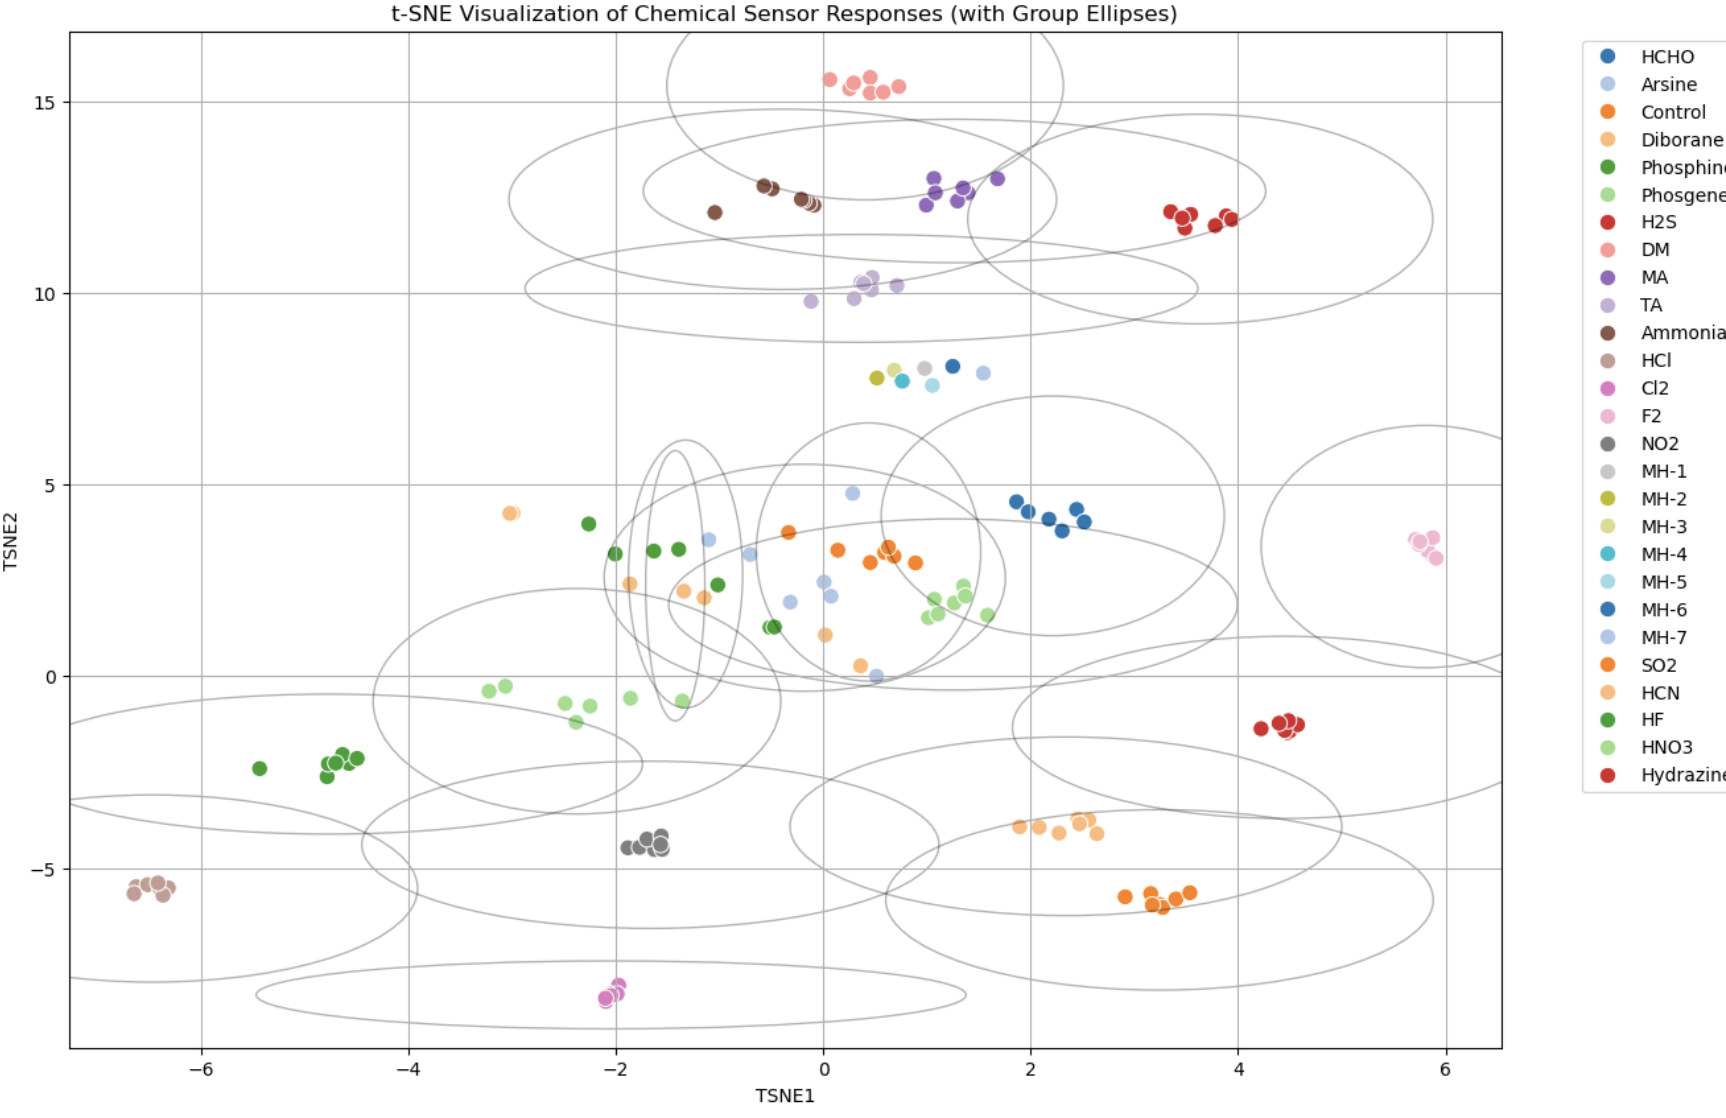 t-SNE Visualization of Chemical Sensor Responses (with Group Ellipses)
15
10
5
0
−5
TSNE2
−6 −4 −2 0 2 4 6
TSNE1
HCHO
Arsine
Control
Diborane
Phosphine
Phosgene
H2S
DM
MA
TA
Ammonia
HCl
Cl2
F2
NO2
MH-1
MH-2
MH-3
MH-4
MH-5
MH-6
MH-7
SO2
HCN
HF
HNO3
Hydrazine